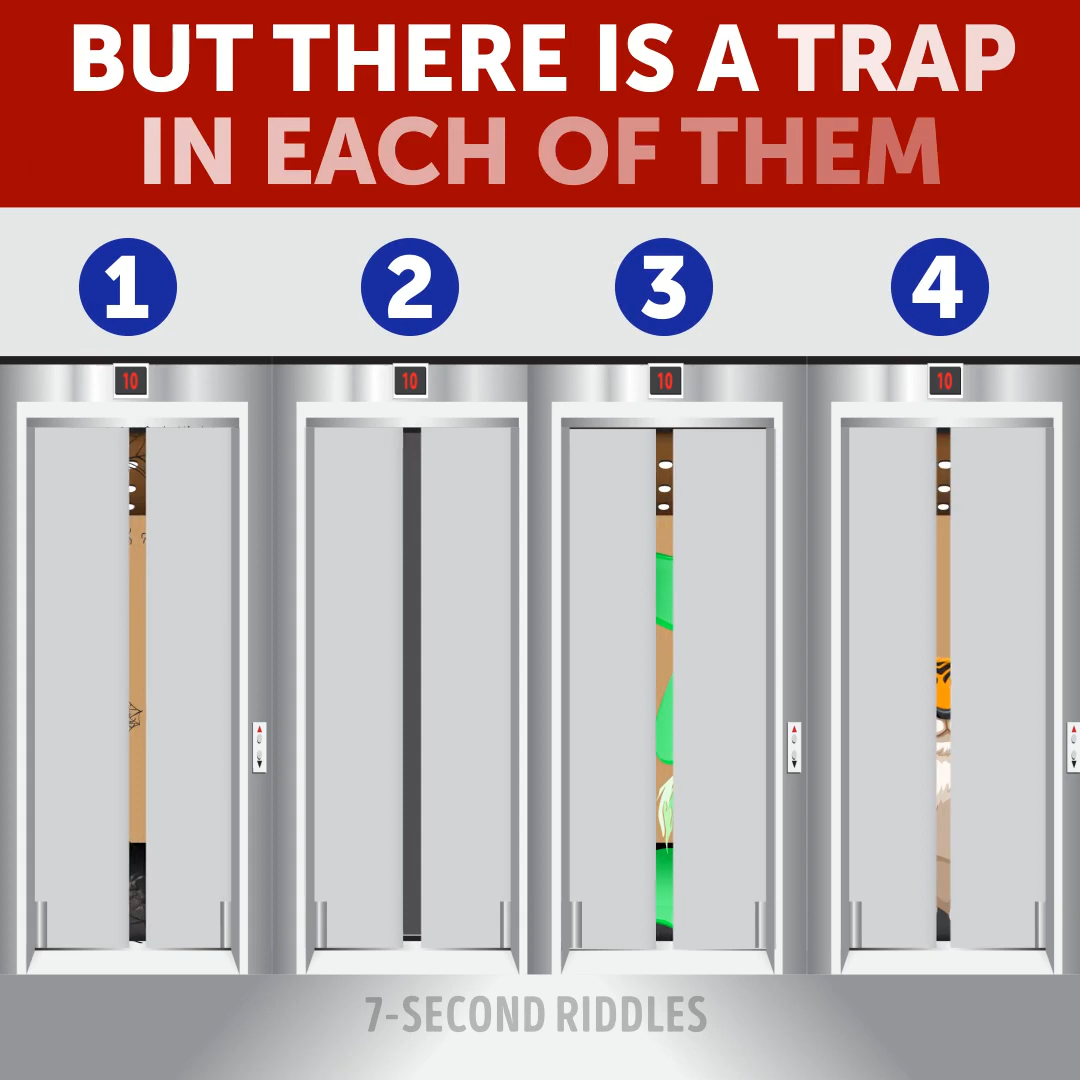 BUT THERE IS A TRAP
IN EACH OF THEM
1 2 3 4
10 10 10 10
7-SECOND RIDDLES